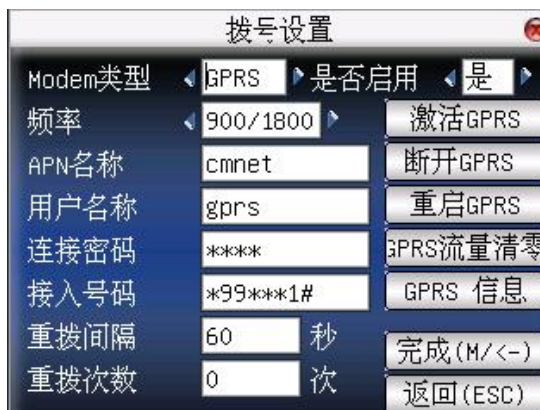 拨号设置
Modem类型 GPRS 是否启用 是
频率 900/1800 激活GPRS
APN名称 cmnet 断开GPRS
用户名称 gprs 重启GPRS
连接密码 **** GPRS流量清零
接入号码 *99***1# GPRS 信息
重拨间隔 60 秒
完成(M/<-)
重拨次数 0 次
返回(ESC)